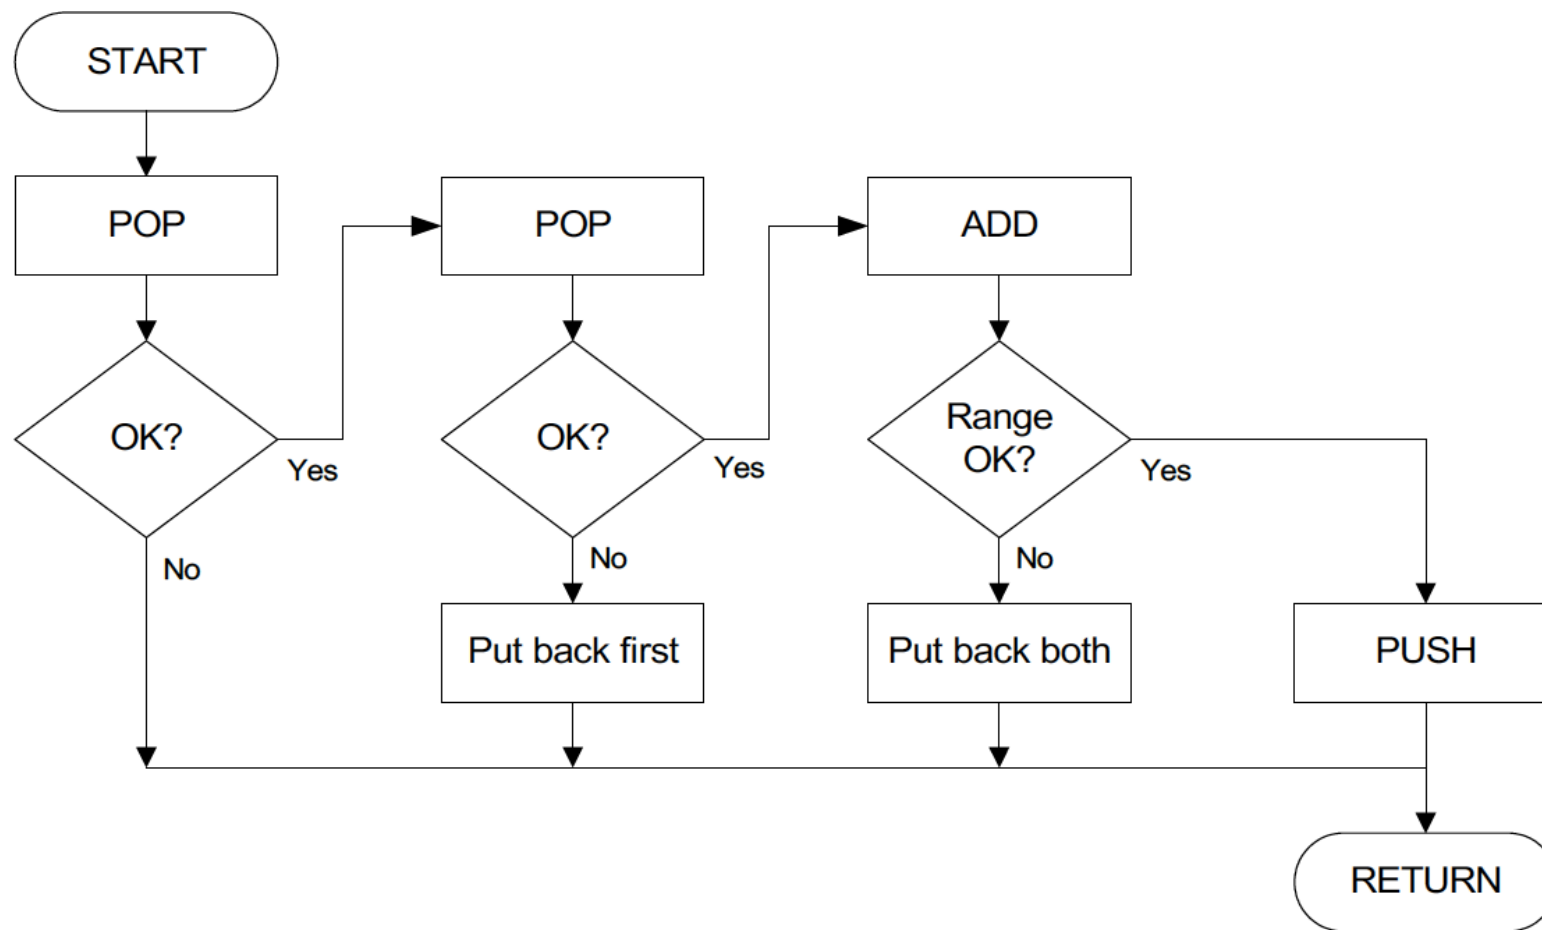 START
POP
POP
ADD
OK?
Yes
OK?
Yes
Range
OK?
Yes
No
No
No
Put back first
Put back both
PUSH
RETURN